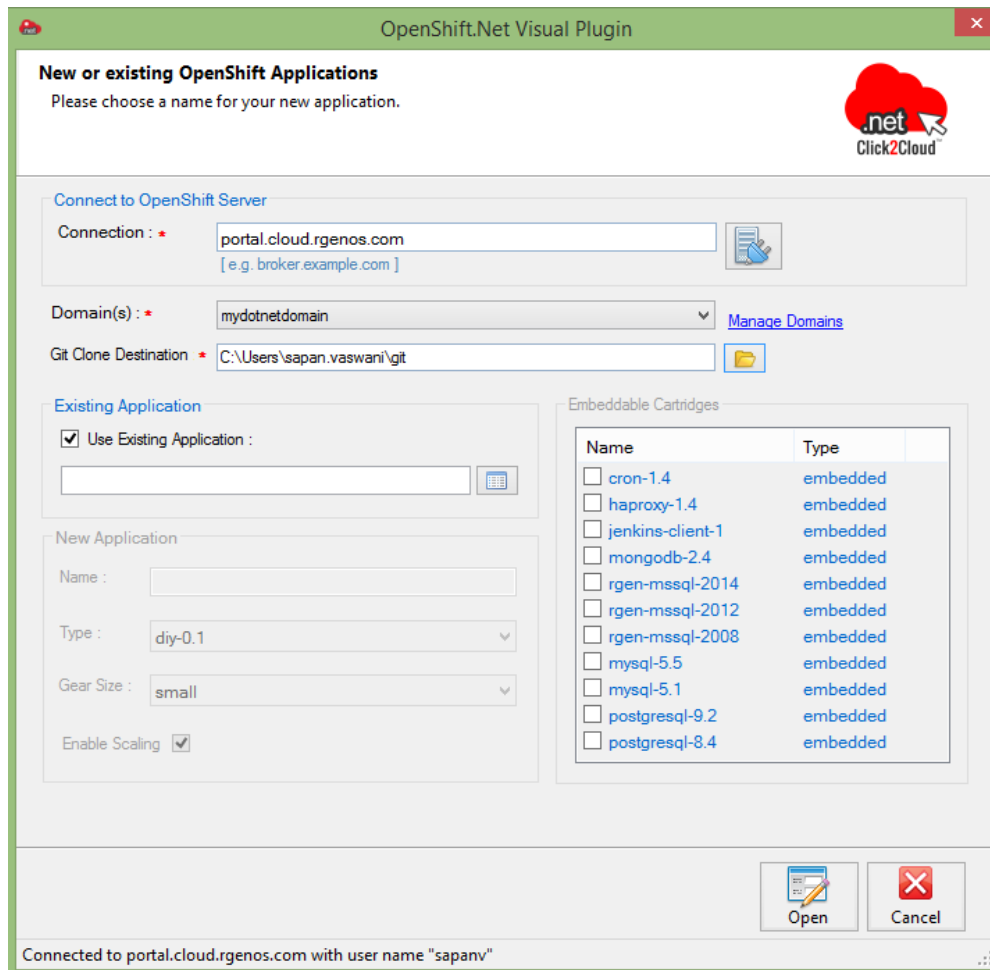 OpenShift.Net Visual Plugin
New or existing OpenShift Applications
Please choose a name for your new application.
.net
Click2Cloud™
Connect to OpenShift Server
Connection : *
portal.cloud.rgenos.com
[ e.g. broker.example.com ]
Domain(s) : *
mydotnetdomain
Manage Domains
Git Clone Destination *
C:\Users\sapan.vaswani\git
Existing Application
Use Existing Application :
New Application
Name :
Type :
diy-0.1
Gear Size :
small
Enable Scaling
Embeddable Cartridges
Name Type
cron-1.4 embedded
haproxy-1.4 embedded
jenkins-client-1 embedded
mongodb-2.4 embedded
rgen-mssql-2014 embedded
rgen-mssql-2012 embedded
rgen-mssql-2008 embedded
mysql-5.5 embedded
mysql-5.1 embedded
postgresql-9.2 embedded
postgresql-8.4 embedded
Open
Cancel
Connected to portal.cloud.rgenos.com with user name "sapanv"